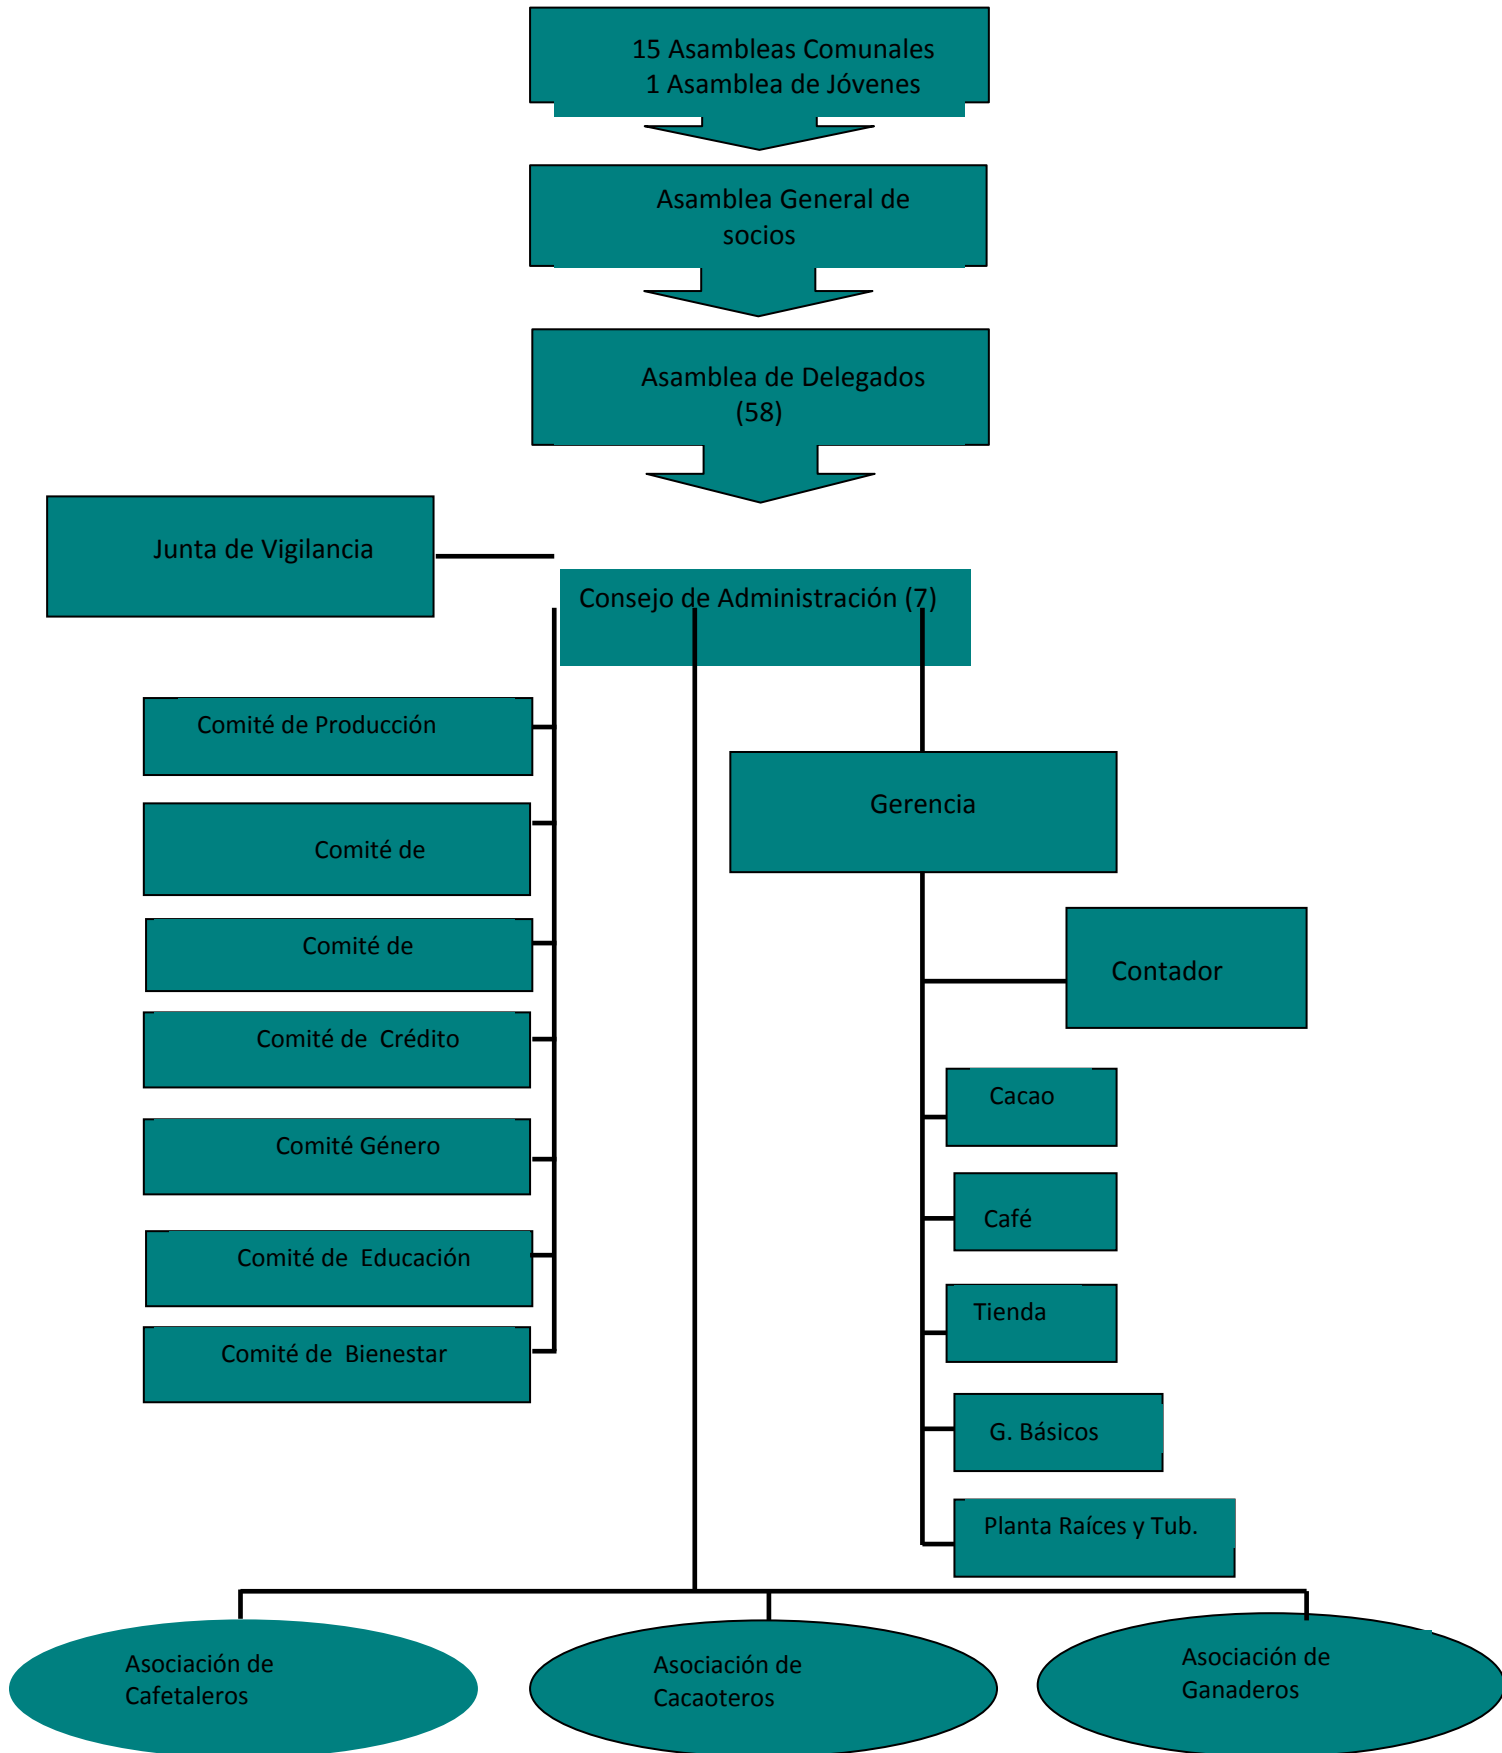 15 Asambleas Comunales
1 Asamblea de Jóvenes
Asamblea General de
socios
Asamblea de Delegados
(58)
Junta de Vigilancia
Consejo de Administración (7)
Comité de Producción
Comité de
Comité de
Comité de  Crédito
Comité Género
Comité de  Educación
Comité de  Bienestar
Gerencia
Contador
Cacao
Café
Tienda
G. Básicos
Planta Raíces y Tub.
Asociación de
Cafetaleros
Asociación de
Cacaoteros
Asociación de
Ganaderos